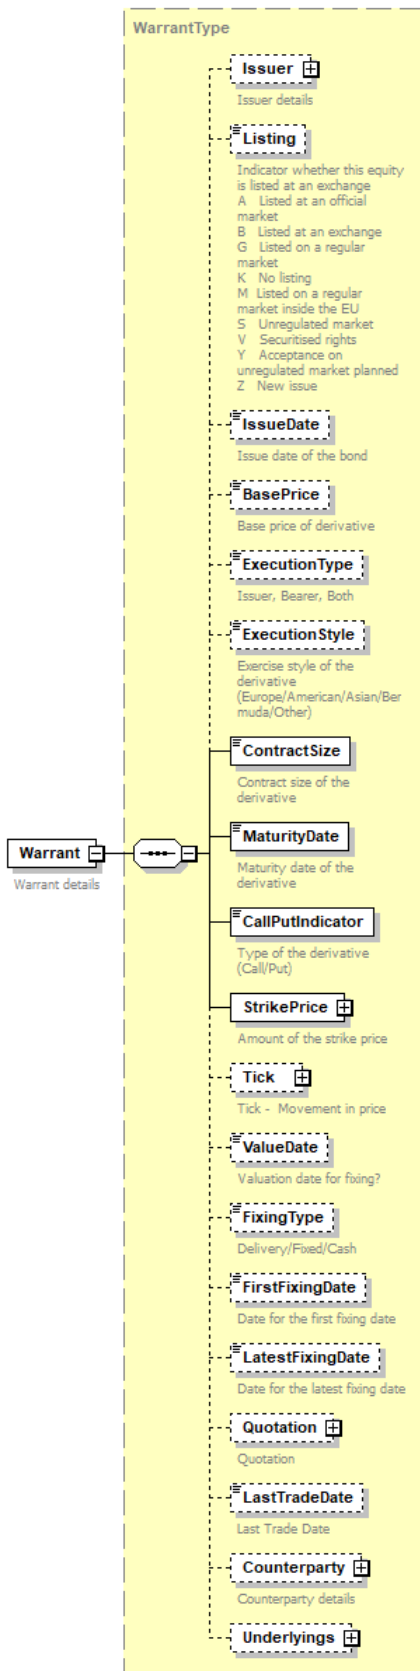 WarrantType
Issuer
Issuer details
Listing
Indicator whether this equity
is listed at an exchange
A Listed at an official
market
B Listed at an exchange
G Listed on a regular
market
K No listing
M Listed on a regular
market inside the EU
S Unregulated market
V Securitised rights
Y Acceptance on
unregulated market planned
Z New issue
IssueDate
Issue date of the bond
BasePrice
Base price of derivative
ExecutionType
Issuer, Bearer, Both
ExecutionStyle
Exercise style of the
derivative
(Europe/American/Asian/Ber
muda/Other)
ContractSize
Contract size of the
derivative
MaturityDate
Maturity date of the
derivative
Warrant
Warrant details
CallPutIndicator
Type of the derivative
(Call/Put)
StrikePrice
Amount of the strike price
Tick
Tick - Movement in price
ValueDate
Valuation date for fixing?
FixingType
Delivery/Fixed/Cash
FirstFixingDate
Date for the first fixing date
LatestFixingDate
Date for the latest fixing date
Quotation
Quotation
LastTradeDate
Last Trade Date
Counterparty
Counterparty details
Underlyings